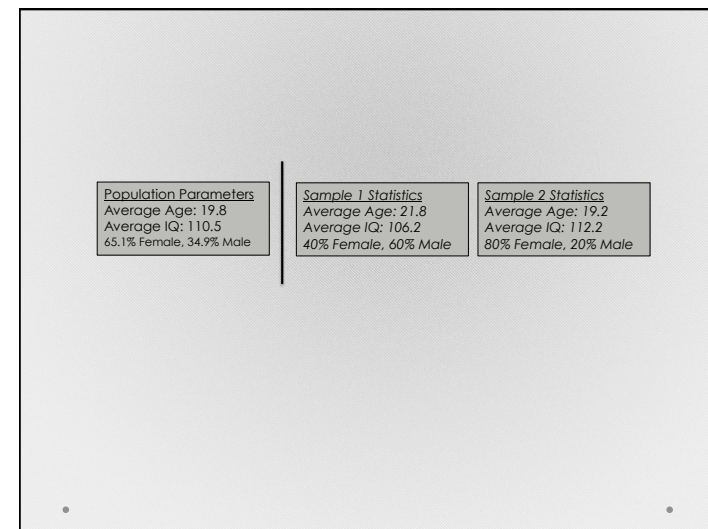 Population Parameters
Average Age: 19.8
Average IQ: 110.5
65.1% Female, 34.9% Male
Sample 1 Statistics
Average Age: 21.8
Average IQ: 106.2
40% Female, 60% Male
Sample 2 Statistics
Average Age: 19.2
Average IQ: 112.2
80% Female, 20% Male